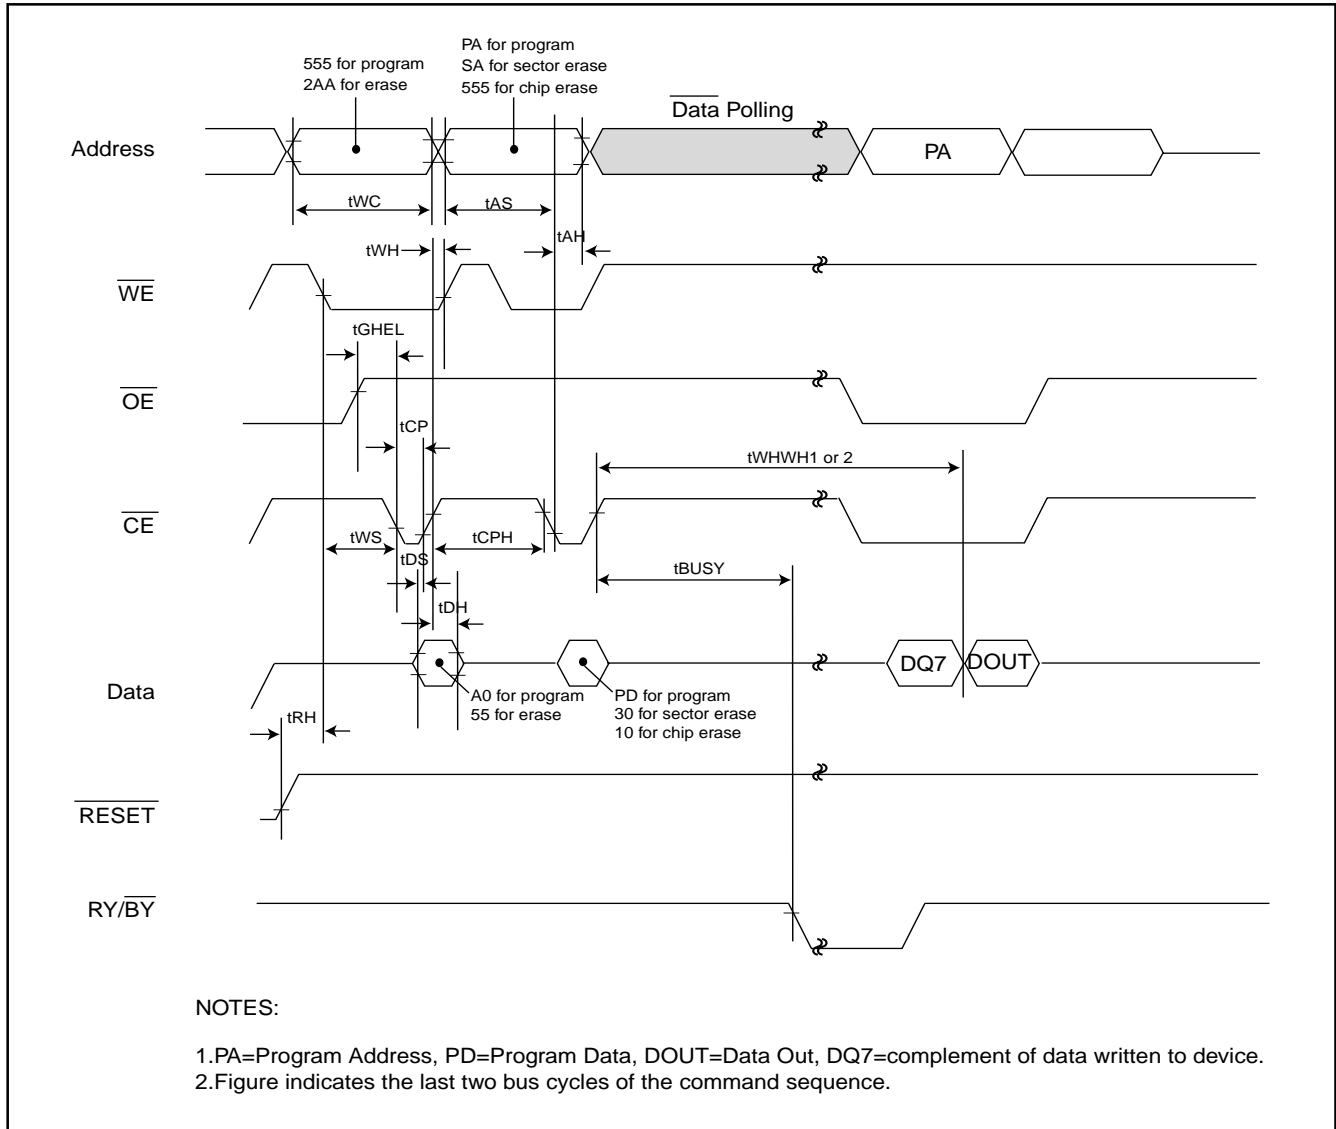 555 for program
2AA for erase
PA for program
SA for sector erase
555 for chip erase
Data Polling
Address
PA
tWC
tAS
tWH
tAH
WE
tGHEL
OE
tCP
tWHWH1 or 2
CE
tWS
tCPH
tDS
tBUSY
tDH
DQ7
DOUT
Data
A0 for program
55 for erase
PD for program
30 for sector erase
10 for chip erase
tRH
RESET
RY/BY
NOTES:
1.PA=Program Address, PD=Program Data, DOUT=Data Out, DQ7=complement of data written to device.
2.Figure indicates the last two bus cycles of the command sequence.